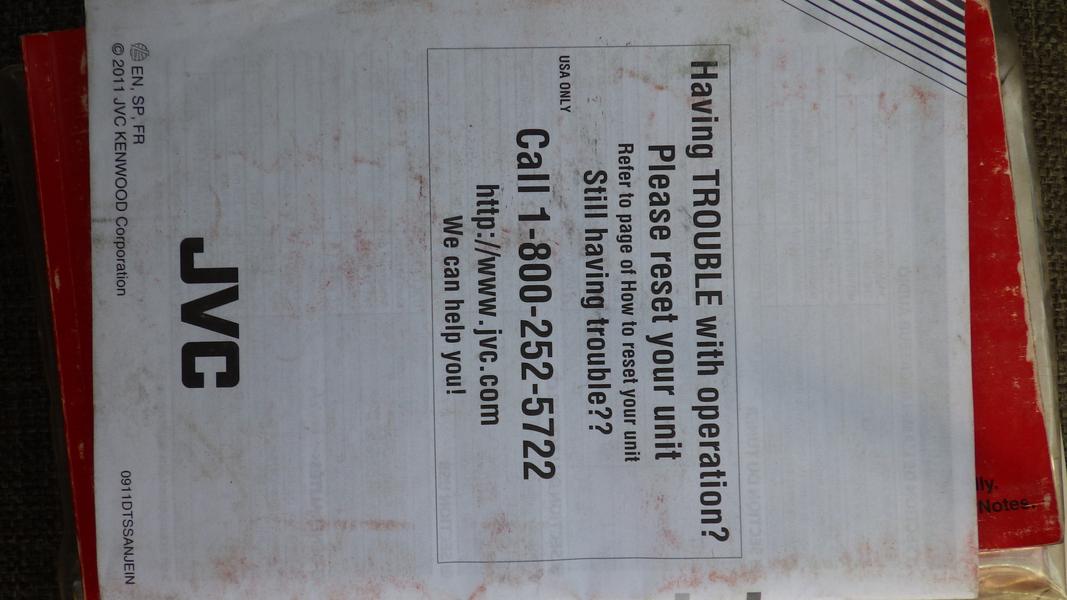 Having TROUBLE with operation?
Please reset your unit
Refer to page of How to reset your unit
Still having trouble??
USA ONLY
Call 1-800-252-5722
http://www.jvc.com
We can help you!
JVC
EN, SP, FR
© 2011 JVC KENWOOD Corporation
0911DTSSANJEIN
lly.
Notes.